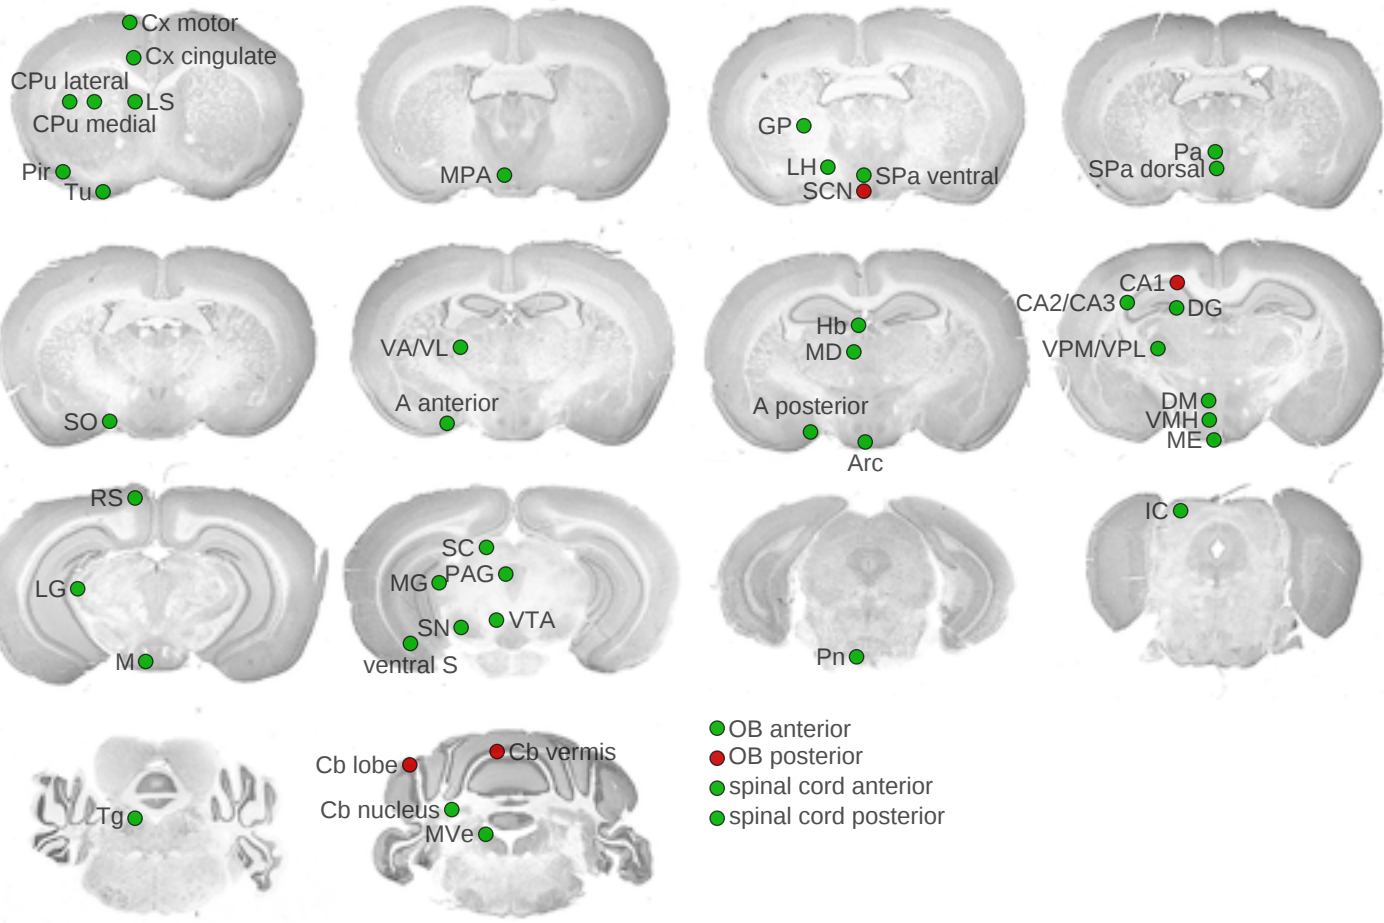 Cx motor
Cx cingulate
CPu lateral
LS
CPu medial
Pir
Tu
MPA
GP
LH
SPa ventral
SCN
Pa
SPa dorsal
SO
VA/VL
A anterior
Hb
MD
A posterior
Arc
CA1
CA2/CA3
DG
VPM/VPL
DM
VMH
ME
RS
LG
M
SC
MG
PAG
SN
VTA
ventral S
Pn
IC
Tg
Cb lobe
Cb vermis
Cb nucleus
MVe
OB anterior
OB posterior
spinal cord anterior
spinal cord posterior